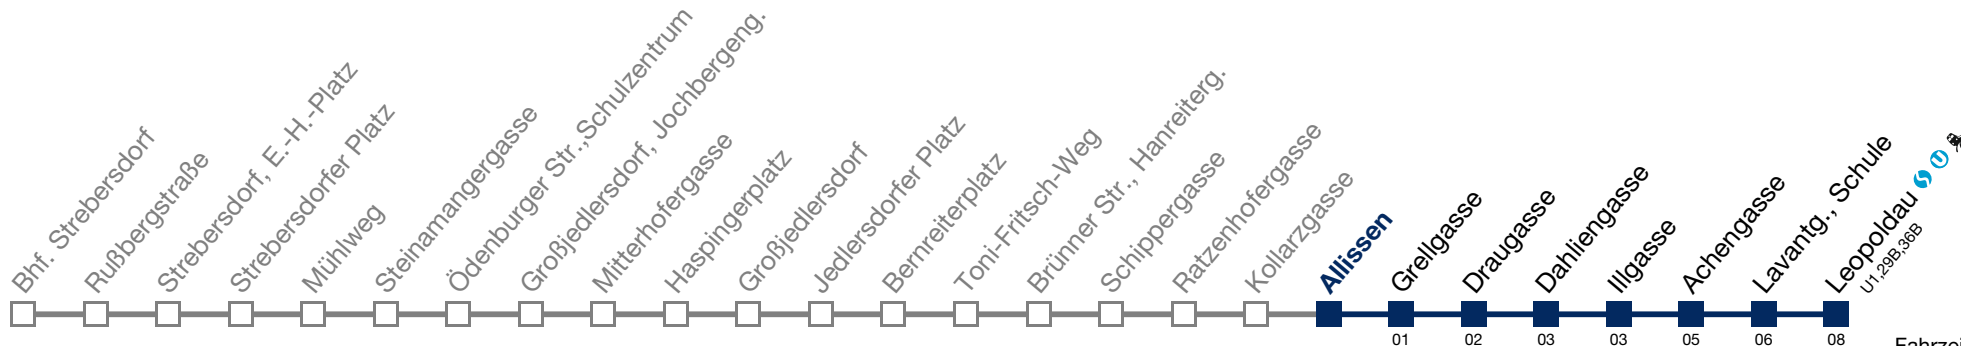 Bhf. Strebersdorf
Rußbergstraße
Strebersdorf, E.-H.-Platz
Strebersdorfer Platz
Mühlweg
Steinamangergasse
Ödenburger Str.,Schulzentrum
Großjedlersdorf, Jochbergeng.
Mitterhofergasse
Haspingerplatz
Großjedlersdorf
Jedlersdorfer Platz
Bernreiterplatz
Toni-Fritsch-Weg
Brünner Str., Hanreiterg.
Schippergasse
Ratzenhofergasse
Kollarzgasse
Allissen
Grellgasse
Draugasse
Dahliengasse
Illgasse
Achengasse
Lavantg., Schule
Leopoldau S U
U1,29B,36B
01 02 03 03 05 06 08